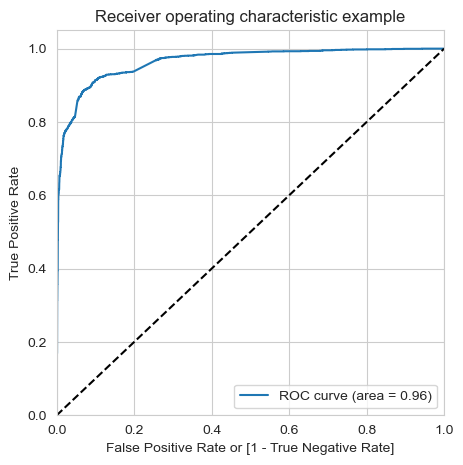 Receiver operating characteristic example
1.0
0.8
0.6
0.4
0.2
0.0
True Positive Rate
ROC curve (area = 0.96)
0.0 0.2 0.4 0.6 0.8 1.0
False Positive Rate or [1 - True Negative Rate]